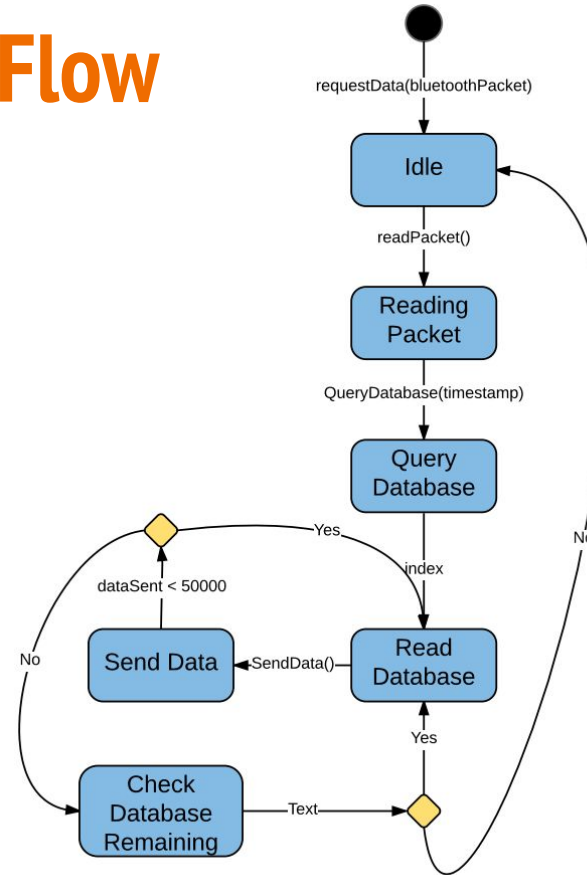 Flow
requestData(bluetoothPacket)
Idle
readPacket()
Reading
Packet
QueryDatabase(timestamp)
Query
Database
Yes
index
dataSent < 50000
No
Send Data
SendData()
Read
Database
No
Yes
Check
Database
Remaining
Text